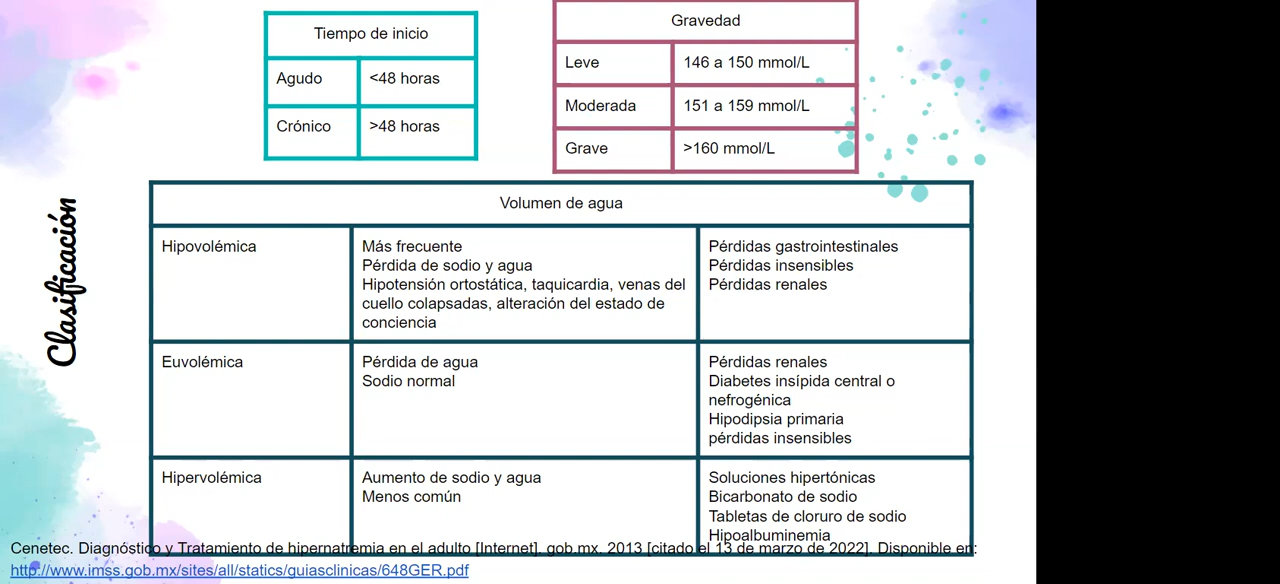 Tiempo de inicio
Agudo <48 horas
Crónico >48 horas
Gravedad
Leve 146 a 150 mmol/L
Moderada 151 a 159 mmol/L
Grave >160 mmol/L
Clasificación
Volumen de agua
Hipovolémica
Más frecuente
Pérdida de sodio y agua
Hipotensión ortostática, taquicardia, venas del
cuello colapsadas, alteración del estado de
conciencia
Pérdidas gastrointestinales
Pérdidas insensibles
Pérdidas renales
Euvolémica
Pérdida de agua
Sodio normal
Pérdidas renales
Diabetes insípida central o
nefrogénica
Hipodipsia primaria
pérdidas insensibles
Hipervolémica
Aumento de sodio y agua
Menos común
Soluciones hipertónicas
Bicarbonato de sodio
Tabletas de cloruro de sodio
Hipoalbuminemia
Cenetec. Diagnóstico y Tratamiento de hipernatremia en el adulto [Internet]. gob.mx. 2013 [citado el 13 de marzo de 2022]. Disponible en:
http://www.imss.gob.mx/sites/all/statics/guiasclinicas/648GER.pdf